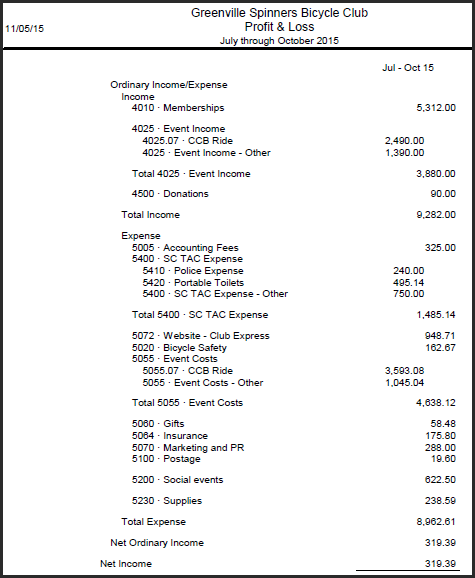 Greenville Spinners Bicycle Club
11/05/15 Profit & Loss
July through October 2015
Jul - Oct 15
Ordinary Income/Expense
Income
4010 · Memberships 5,312.00
4025 · Event Income
4025.07 · CCB Ride 2,490.00
4025 · Event Income - Other 1,390.00
Total 4025 · Event Income 3,880.00
4500 · Donations 90.00
Total Income 9,282.00
Expense
5005 · Accounting Fees 325.00
5400 · SC TAC Expense
5410 · Police Expense 240.00
5420 · Portable Toilets 495.14
5400 · SC TAC Expense - Other 750.00
Total 5400 · SC TAC Expense 1,485.14
5072 · Website - Club Express 948.71
5020 · Bicycle Safety 162.67
5055 · Event Costs
5055.07 · CCB Ride 3,593.08
5055 · Event Costs - Other 1,045.04
Total 5055 · Event Costs 4,638.12
5060 · Gifts 58.48
5064 · Insurance 175.80
5070 · Marketing and PR 288.00
5100 · Postage 19.60
5200 · Social events 622.50
5230 · Supplies 238.59
Total Expense 8,962.61
Net Ordinary Income 319.39
Net Income 319.39